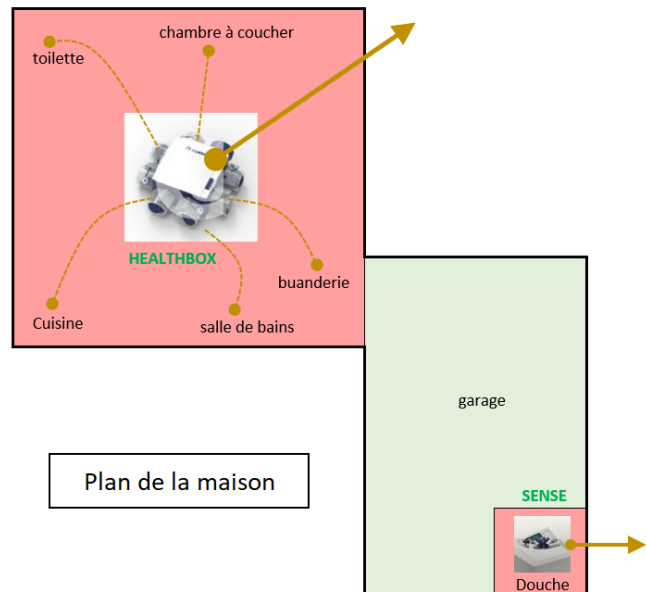 chambre à coucher
toilette
HEALTHBOX
buanderie
Cuisine
salle de bains
garage
Plan de la maison
SENSE
Douche